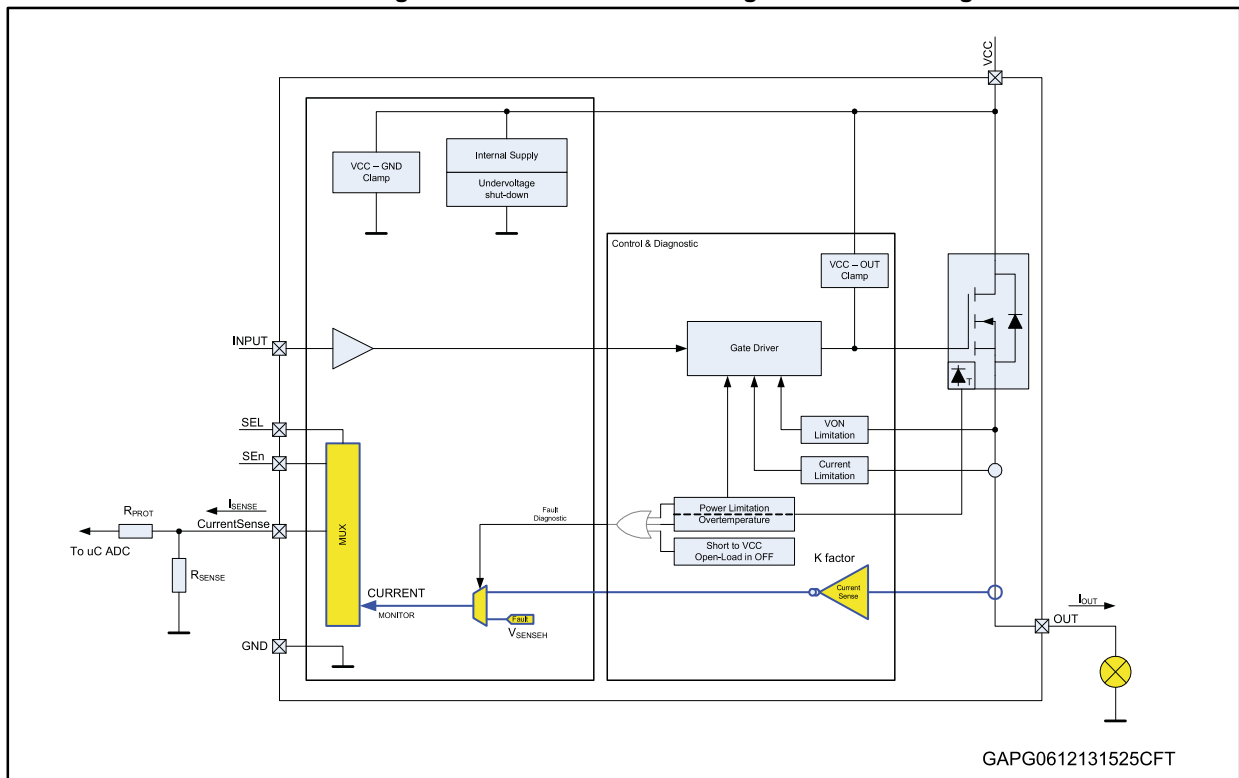 VCC
VCC – GND
Clamp
Internal Supply
Undervoltage
shut-down
Control & Diagnostic
VCC – OUT
Clamp
INPUT
Gate Driver
T
SEL
VON
Limitation
SEn
Current
Limitation
ISENSE
RPROT
CurrentSense
MUX
Fault
Diagnostic
Power Limitation
Overtemperature
To uC ADC
Short to VCC
Open-Load in OFF
K factor
RSENSE
CURRENT
MONITOR
Current
Sense
Fault
VSENSEH
IOUT
OUT
GND
GAPG0612131525CFT